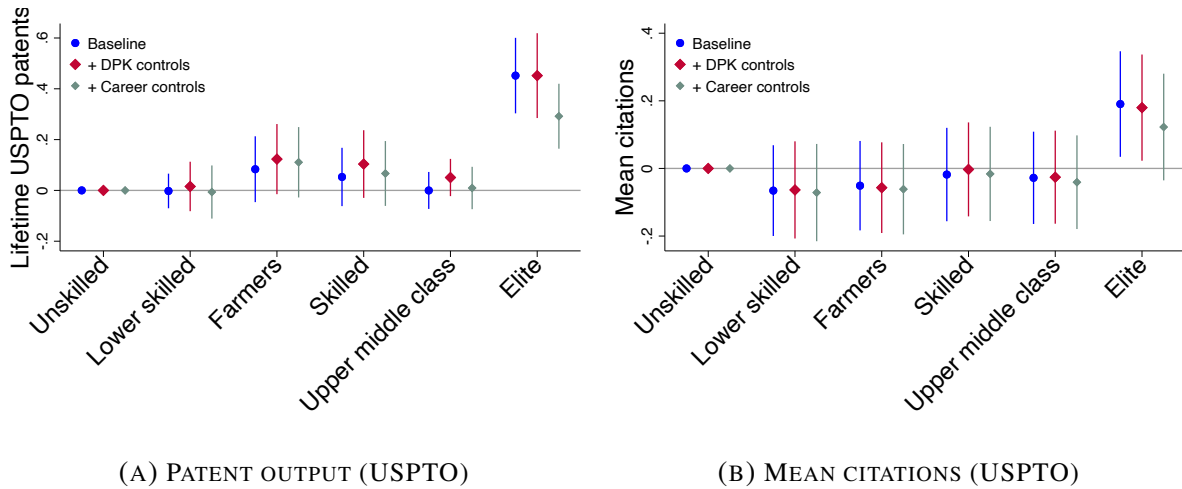 Lifetime USPTO patents
.6
.4
.2
0
-.2
Baseline
+ DPK controls
+ Career controls
Unskilled
Lower skilled
Farmers
Skilled
Upper middle class
Elite
(A) PATENT OUTPUT (USPTO)
Mean citations
.4
.2
0
-.2
Baseline
+ DPK controls
+ Career controls
Unskilled
Lower skilled
Farmers
Skilled
Upper middle class
Elite
(B) MEAN CITATIONS (USPTO)